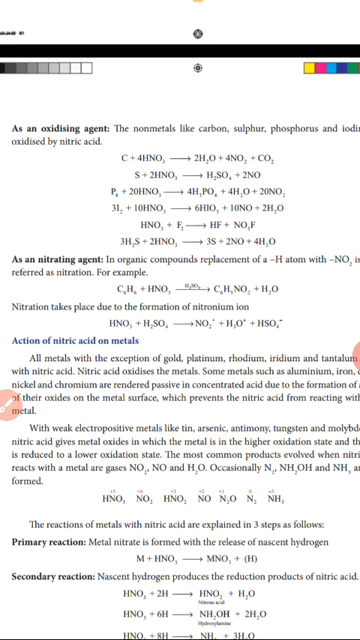 As an oxidising agent: The nonmetals like carbon, sulphur, phosphorus and iodi
oxidised by nitric acid.
C + 4HNO₃ ⟶ 2H₂O + 4NO₂ + CO₂
S + 2HNO₃ ⟶ H₂SO₄ + 2NO
P₄ + 20HNO₃ ⟶ 4H₃PO₄ + 4H₂O + 20NO₂
3I₂ + 10HNO₃ ⟶ 6HIO₃ + 10NO + 2H₂O
HNO₃ + F₂ ⟶ HF + NO₃F
3H₂S + 2HNO₃ ⟶ 3S + 2NO + 4H₂O
As an nitrating agent: In organic compounds replacement of a –H atom with –NO₂ is
referred as nitration. For example.
C₆H₆ + HNO₃ —H₂SO₄⟶ C₆H₅NO₂ + H₂O
Nitration takes place due to the formation of nitronium ion
HNO₃ + H₂SO₄ ⟶ NO₂⁺ + H₃O⁺ + HSO₄⁻
Action of nitric acid on metals
All metals with the exception of gold, platinum, rhodium, iridium and tantalum
with nitric acid. Nitric acid oxidises the metals. Some metals such as aluminium, iron,
nickel and chromium are rendered passive in concentrated acid due to the formation of
of their oxides on the metal surface, which prevents the nitric acid from reacting wit
metal.
With weak electropositive metals like tin, arsenic, antimony, tungsten and molybd
nitric acid gives metal oxides in which the metal is in the higher oxidation state and th
is reduced to a lower oxidation state. The most common products evolved when nitri
reacts with a metal are gases NO₂, NO and H₂O. Occasionally N₂, NH₂OH and NH₃ a
formed.
+5 +4 +3 +2 +1 0 -3
HNO₃ NO₂ HNO₂ NO N₂O N₂ NH₃
The reactions of metals with nitric acid are explained in 3 steps as follows:
Primary reaction: Metal nitrate is formed with the release of nascent hydrogen
M + HNO₃ ⟶ MNO₃ + (H)
Secondary reaction: Nascent hydrogen produces the reduction products of nitric acid.
HNO₃ + 2H ⟶ HNO₂ + H₂O
Nitrous acid
HNO₃ + 6H ⟶ NH₂OH + 2H₂O
Hydroxylamine
HNO₃ + 8H ⟶ NH₃ + 3H₂O